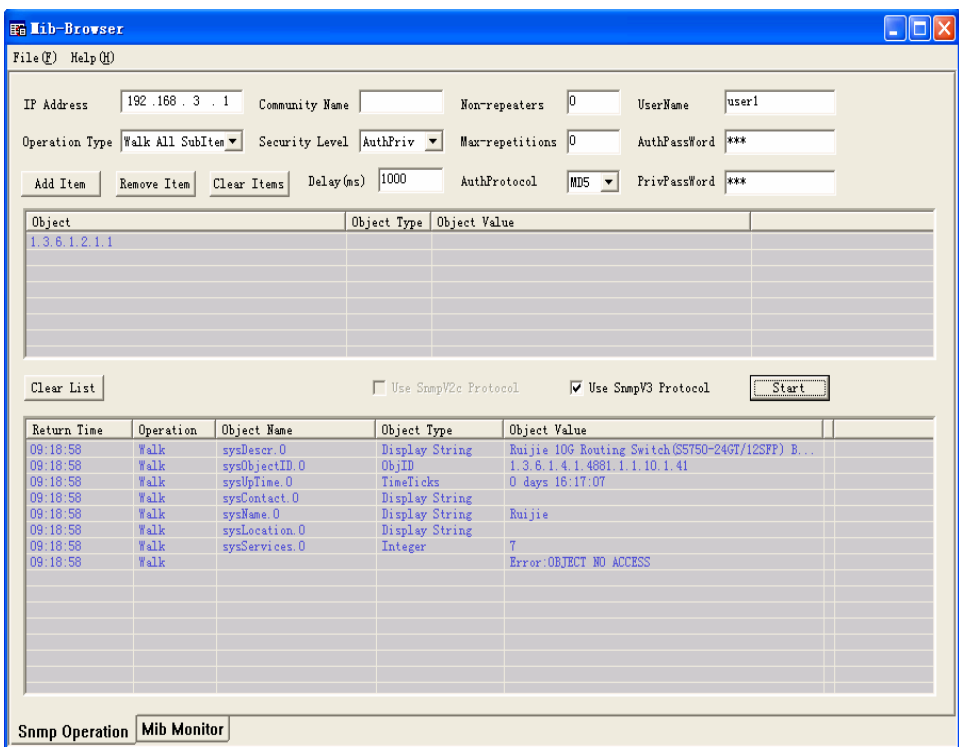 Mib-Browser
File(F) Help(H)
IP Address 192 .168 . 3 . 1 Community Name Non-repeaters 0 UserName user1
Operation Type Walk All SubItem Security Level AuthPriv Max-repetitions 0 AuthPassWord ***
Add Item Remove Item Clear Items Delay(ms) 1000 AuthProtocol MD5 PrivPassWord ***
Object Object Type Object Value
1.3.6.1.2.1.1
Clear List Use SnmpV2c Protocol Use SnmpV3 Protocol Start
Return Time Operation Object Name Object Type Object Value
09:18:58 Walk sysDescr.0 Display String Ruijie 10G Routing Switch(S5750-24GT/12SFP) B...
09:18:58 Walk sysObjectID.0 ObjID 1.3.6.1.4.1.4881.1.1.10.1.41
09:18:58 Walk sysUpTime.0 TimeTicks 0 days 16:17:07
09:18:58 Walk sysContact.0 Display String
09:18:58 Walk sysName.0 Display String Ruijie
09:18:58 Walk sysLocation.0 Display String
09:18:58 Walk sysServices.0 Integer 7
09:18:58 Walk Error:OBJECT NO ACCESS
Snmp Operation Mib Monitor